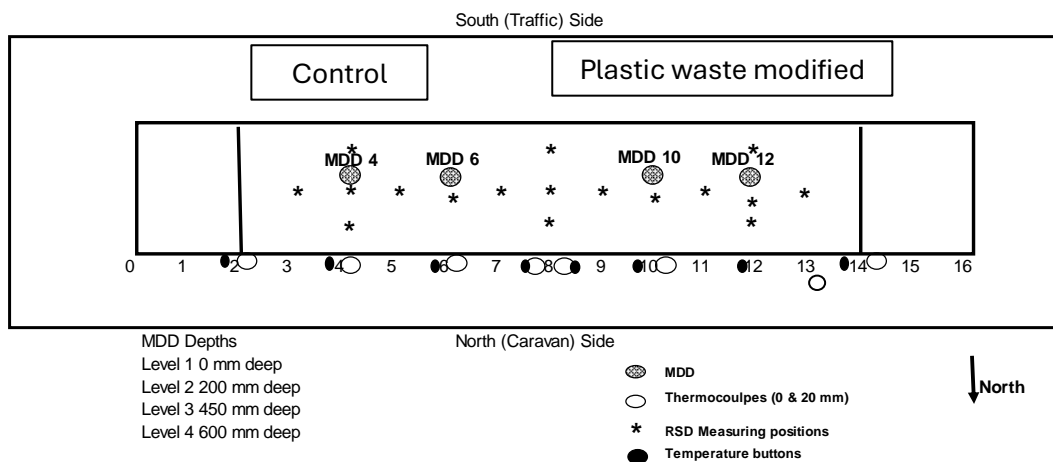 South (Traffic) Side
Control
Plastic waste modified
MDD 4
MDD 6
MDD 10
MDD 12
0 1 2 3 4 5 6 7 8 9 10 11 12 13 14 15 16
MDD Depths
Level 1 0 mm deep
Level 2 200 mm deep
Level 3 450 mm deep
Level 4 600 mm deep
North (Caravan) Side
MDD
Thermocoulpes (0 & 20 mm)
* RSD Measuring positions
Temperature buttons
North